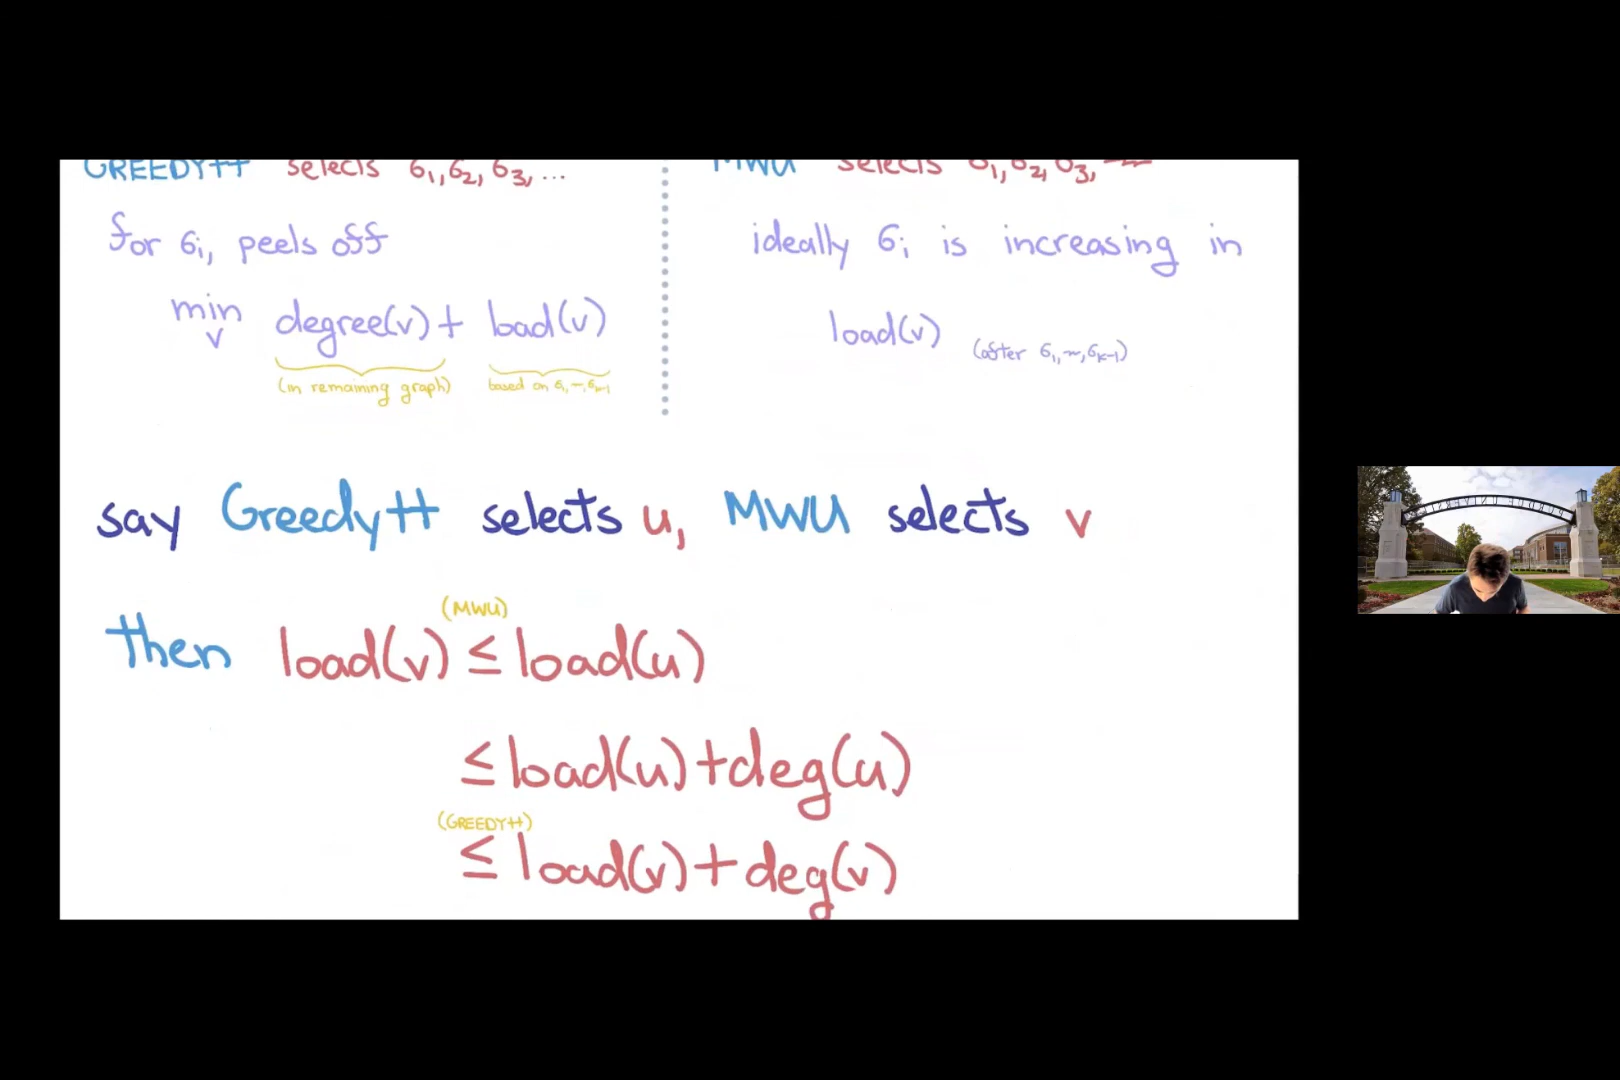 GREEDY++ selects σ₁, σ₂, σ₃, ...
for σᵢ, peels off
min degree(v) + load(v)
v
(in remaining graph) based on σ₁, ~, σₖ₋₁
MWU selects σ₁, σ₂, σ₃, ~
ideally σᵢ is increasing in
load(v) (after σ₁, ~, σₖ₋₁)
say Greedy++ selects u, MWU selects v
(MWU)
then load(v) ≤ load(u)
≤ load(u) + deg(u)
(GREEDY++)
≤ load(v) + deg(v)